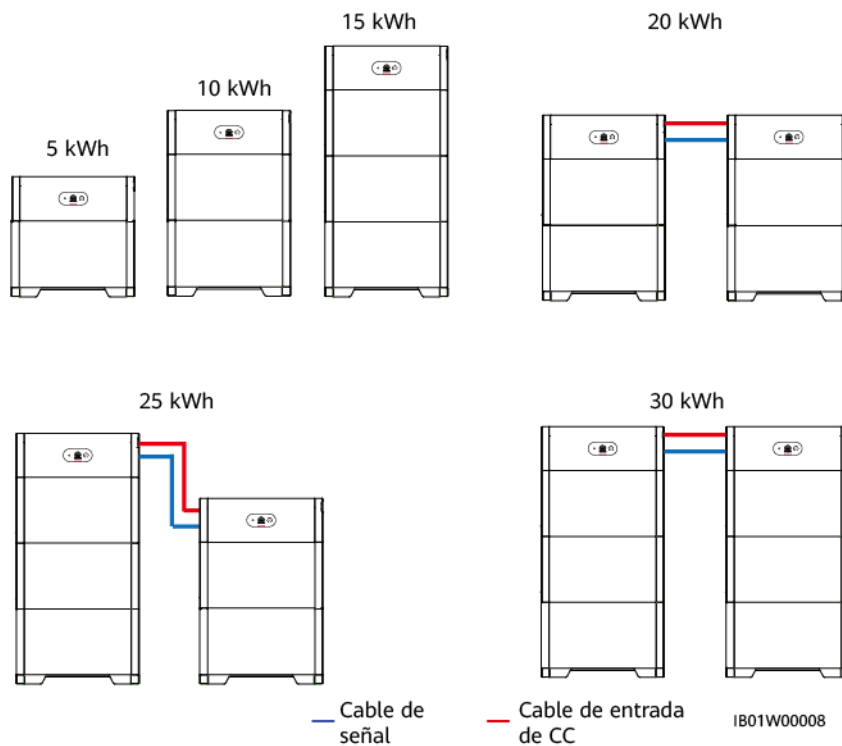 5 kWh
10 kWh
15 kWh
20 kWh
25 kWh
30 kWh
Cable de
señal
Cable de entrada
de CC
IB01W00008